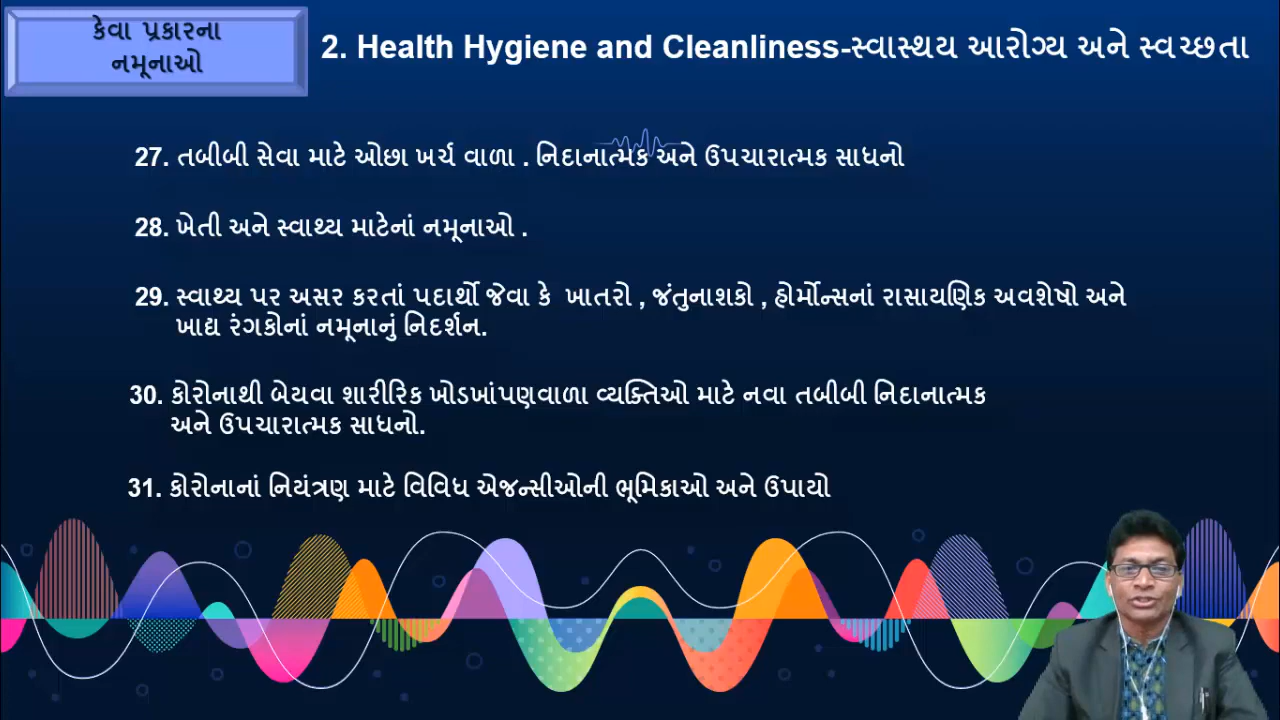 કેવા પ્રકારના
નમૂનાઓ
2. Health Hygiene and Cleanliness-સ્વાસ્થય આરોગ્ય અને સ્વચ્છતા
27. તબીબી સેવા માટે ઓછા ખર્ચ વાળા . નિદાનાત્મક અને ઉપચારાત્મક સાધનો
28. ખેતી અને સ્વાથ્ય માટેનાં નમૂનાઓ .
29. સ્વાથ્ય પર અસર કરતાં પદાર્થો જેવા કે ખાતરો , જંતુનાશકો , હોર્મોન્સનાં રાસાયણિક અવશેષો અને
ખાદ્ય રંગકોનાં નમૂનાનું નિદર્શન.
30. કોરોનાથી બેયવા શારીરિક ખોડખાંપણવાળા વ્યક્તિઓ માટે નવા તબીબી નિદાનાત્મક
અને ઉપચારાત્મક સાધનો.
31. કોરોનાનાં નિયંત્રણ માટે વિવિધ એજન્સીઓની ભૂમિકાઓ અને ઉપાયો